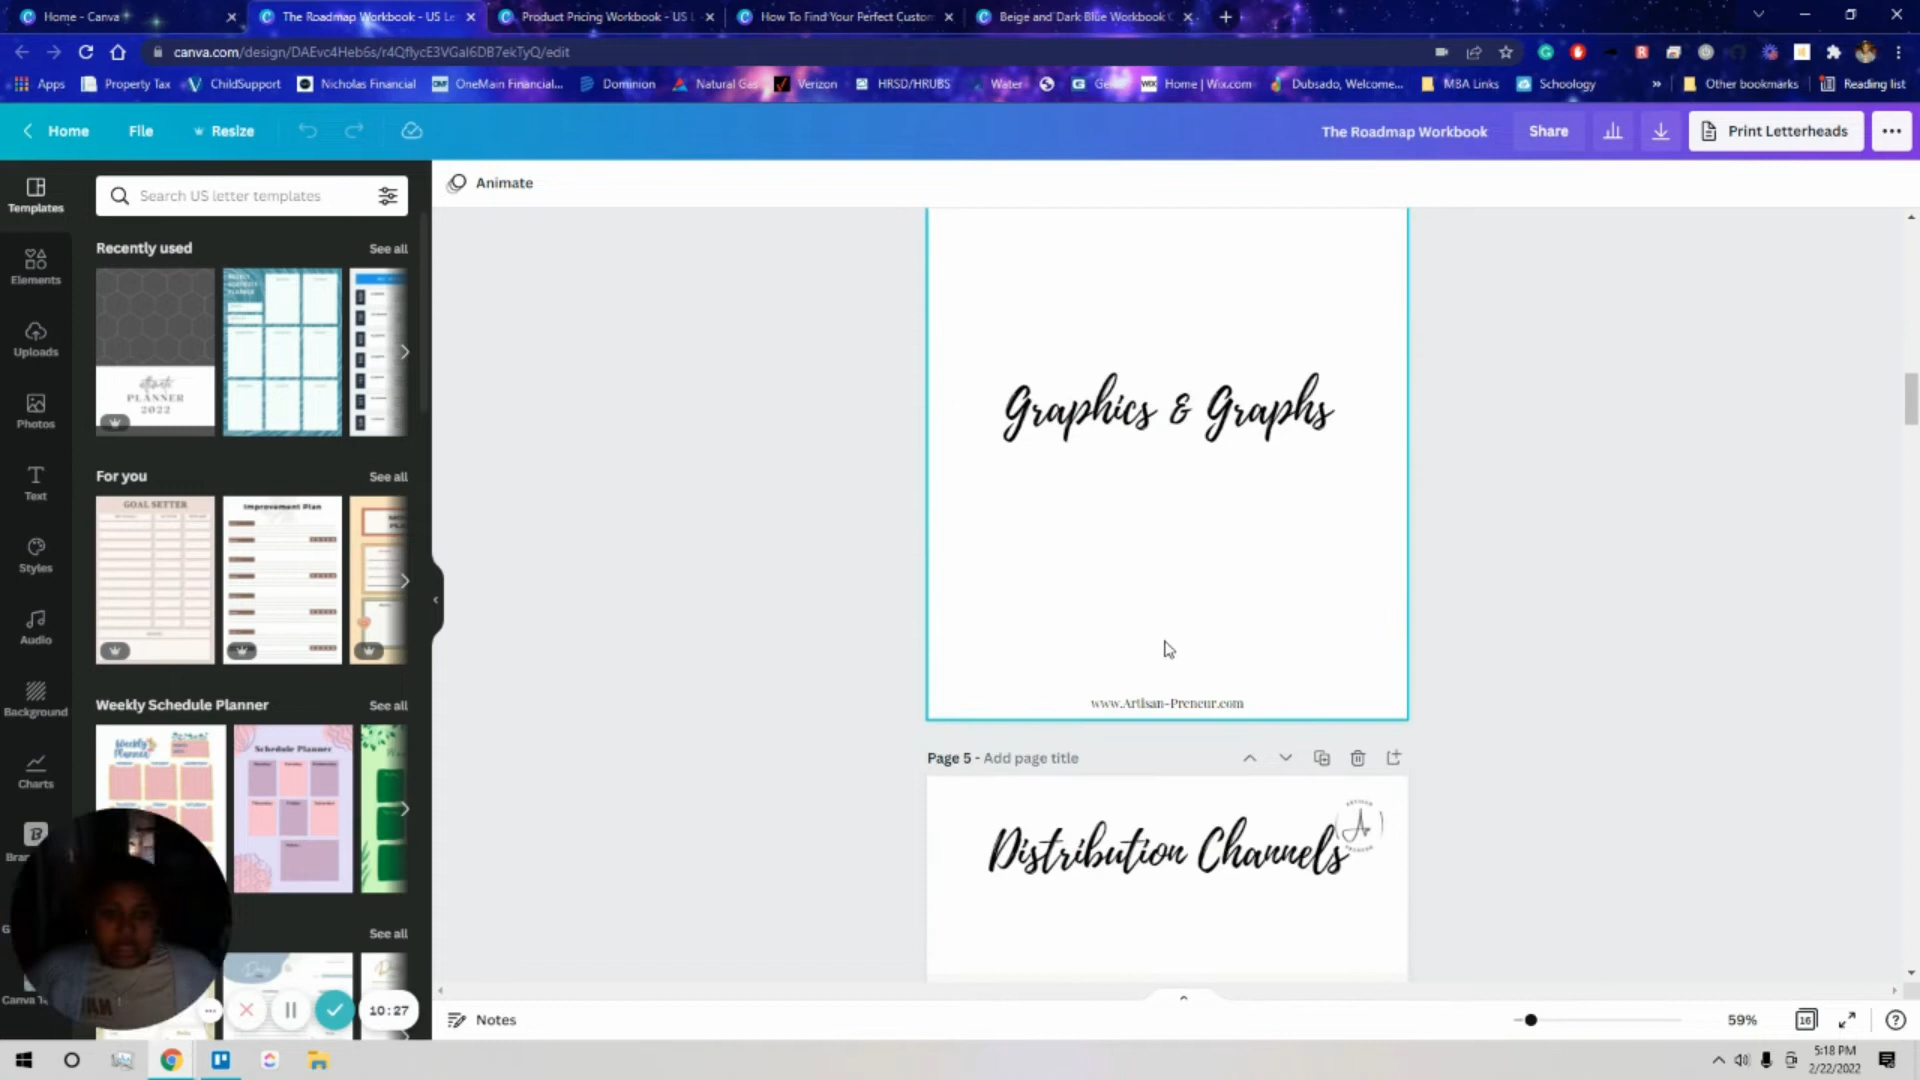 Home - Canva
The Roadmap Workbook - US Le
Product Pricing Workbook - US L
How To Find Your Perfect Custom
Beige and Dark Blue Workbook C
canva.com/design/DAEvc4Heb6s/r4QflycE3VGal6DB7ekTyQ/edit
Apps
Property Tax
ChildSupport
Nicholas Financial
OneMain Financial...
Dominion
Natural Gas
Verizon
HRSD/HRUBS
Water
Home | Wix.com
Dubsado, Welcome...
MBA Links
Schoology
Other bookmarks
Reading list
Home
File
Resize
The Roadmap Workbook
Share
Print Letterheads
Templates
Elements
Uploads
Photos
Text
Styles
Audio
Background
Charts
Search US letter templates
Recently used
See all
PLANNER
2022
For you
See all
GOAL SETTER
Improvement Plan
Weekly Schedule Planner
See all
Weekly
Planner
Schedule Planner
See all
10:27
Animate
Graphics & Graphs
www.Artisan-Preneur.com
Page 5 - Add page title
Distribution Channels
Notes
59%
16
5:18 PM
2/22/2022